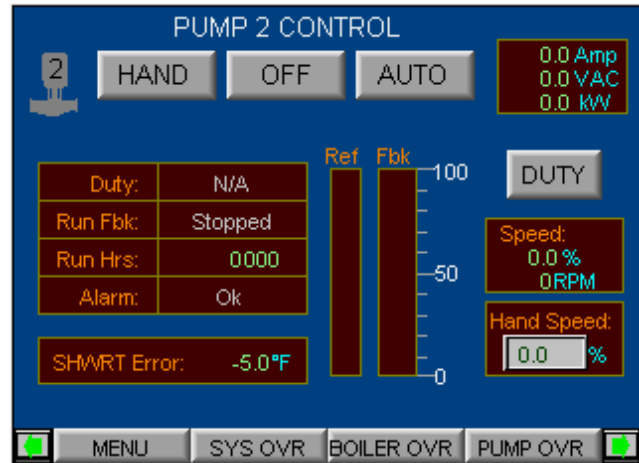 PUMP 2 CONTROL
2
HAND OFF AUTO
0.0 Amp
0.0 VAC
0.0 kW
Ref Fbk
Duty: N/A
Run Fbk: Stopped
Run Hrs: 0000
Alarm: Ok
SHWRT Error: -5.0°F
100
50
0
DUTY
Speed:
0.0 %
0RPM
Hand Speed:
0.0 %
MENU SYS OVR BOILER OVR PUMP OVR